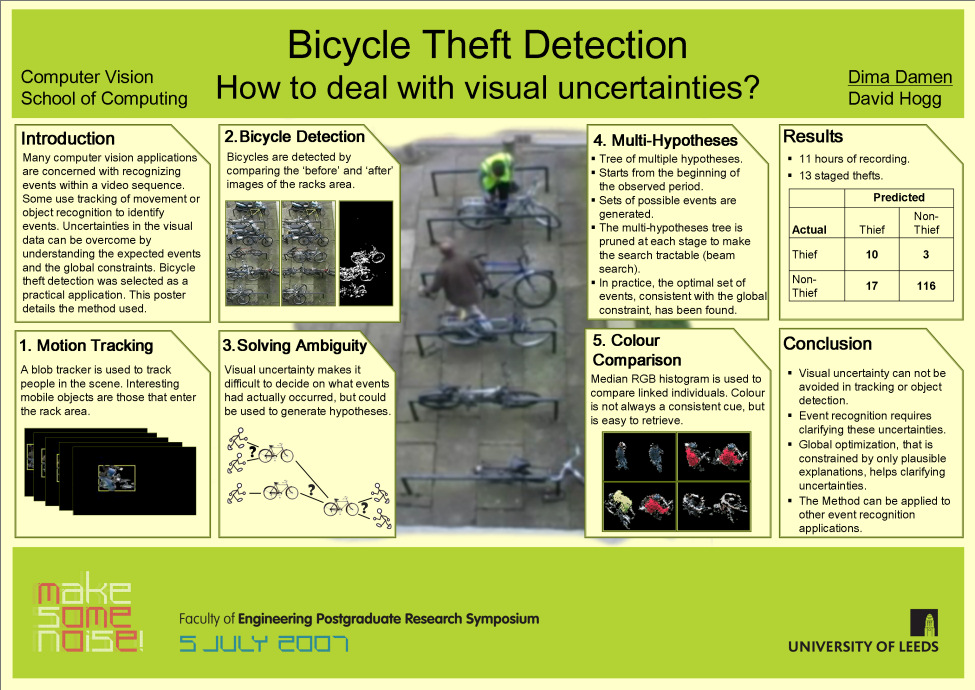 Bicycle Theft Detection
How to deal with visual uncertainties?
Computer Vision
School of Computing
Dima Damen
David Hogg
Introduction
Many computer vision applications
are concerned with recognizing
events within a video sequence.
Some use tracking of movement or
object recognition to identify
events. Uncertainties in the visual
data can be overcome by
understanding the expected events
and the global constraints. Bicycle
theft detection was selected as a
practical application. This poster
details the method used.
1. Motion Tracking
A blob tracker is used to track
people in the scene. Interesting
mobile objects are those that enter
the rack area.
2. Bicycle Detection
Bicycles are detected by
comparing the ‘before’ and ‘after’
images of the racks area.
3. Solving Ambiguity
Visual uncertainty makes it
difficult to decide on what events
had actually occurred, but could
be used to generate hypotheses.
?
?
?
4. Multi-Hypotheses
▪ Tree of multiple hypotheses.
▪ Starts from the beginning of
the observed period.
▪ Sets of possible events are
generated.
▪ The multi-hypotheses tree is
pruned at each stage to make
the search tractable (beam
search).
▪ In practice, the optimal set of
events, consistent with the global
constraint, has been found.
5. Colour
Comparison
Median RGB histogram is used to
compare linked individuals. Colour
is not always a consistent cue, but
is easy to retrieve.
Results
▪ 11 hours of recording.
▪ 13 staged thefts.
Predicted
Actual Thief Non-
Thief
Thief 10 3
Non-
Thief 17 116
Conclusion
▪ Visual uncertainty can not be
avoided in tracking or object
detection.
▪ Event recognition requires
clarifying these uncertainties.
▪ Global optimization, that is
constrained by only plausible
explanations, helps clarifying
uncertainties.
▪ The Method can be applied to
other event recognition
applications.
make
some
noise!
Faculty of Engineering Postgraduate Research Symposium
5 JULY 2007
UNIVERSITY OF LEEDS